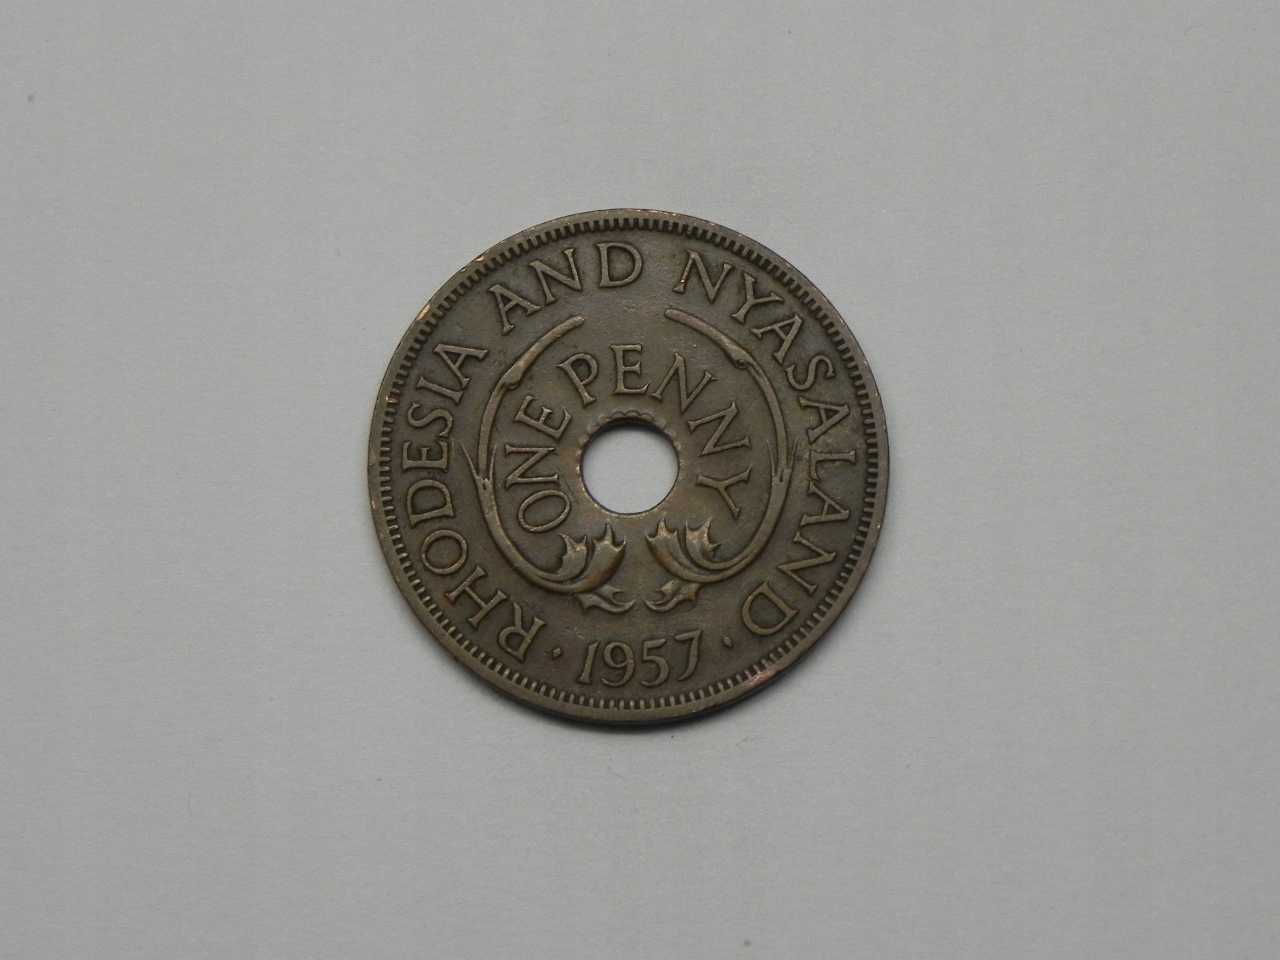 RHODESIA AND NYASALAND
ONE PENNY
· 1957 ·